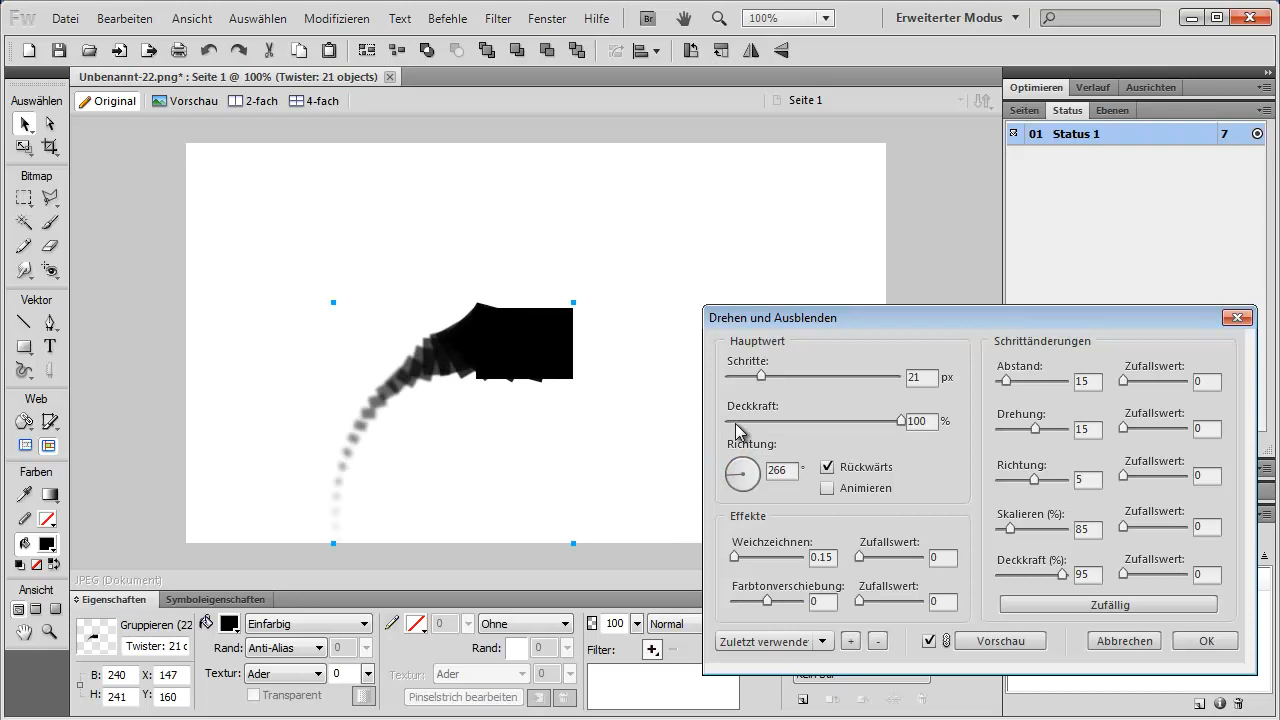 Fw Datei Bearbeiten Ansicht Auswählen Modifizieren Text Befehle Filter Fenster Hilfe Br 100% Erweiterter Modus
Unbenannt-22.png* : Seite 1 @ 100% (Twister: 21 objects)
Original Vorschau 2-fach 4-fach Seite 1
Auswählen
Bitmap
Vektor
Web
Farben
Ansicht
Optimieren Verlauf Ausrichten
Seiten Status Ebenen
01 Status 1 7
Drehen und Ausblenden
Hauptwert
Schritte:
21 px
Deckkraft:
100 %
Richtung:
266 °
Rückwärts
Animieren
Effekte
Weichzeichnen: Zufallswert:
0.15 0
Farbtonverschiebung: Zufallswert:
0 0
Schrittänderungen
Abstand: Zufallswert:
15 0
Drehung: Zufallswert:
15 0
Richtung: Zufallswert:
5 0
Skalieren (%): Zufallswert:
85 0
Deckkraft (%): Zufallswert:
95 0
Zufällig
Zuletzt verwende + - Vorschau Abbrechen OK
JPEG (Dokument)
Eigenschaften Symboleigenschaften
Gruppieren (22
Twister: 21 o
B: 240 X: 147
H: 241 Y: 160
Einfarbig
Rand: Anti-Alias 0
Textur: Ader 0
Transparent
0 Ohne
Rand: 0
Textur: Ader 0
Pinselstrich bearbeiten
100 Normal
Filter: